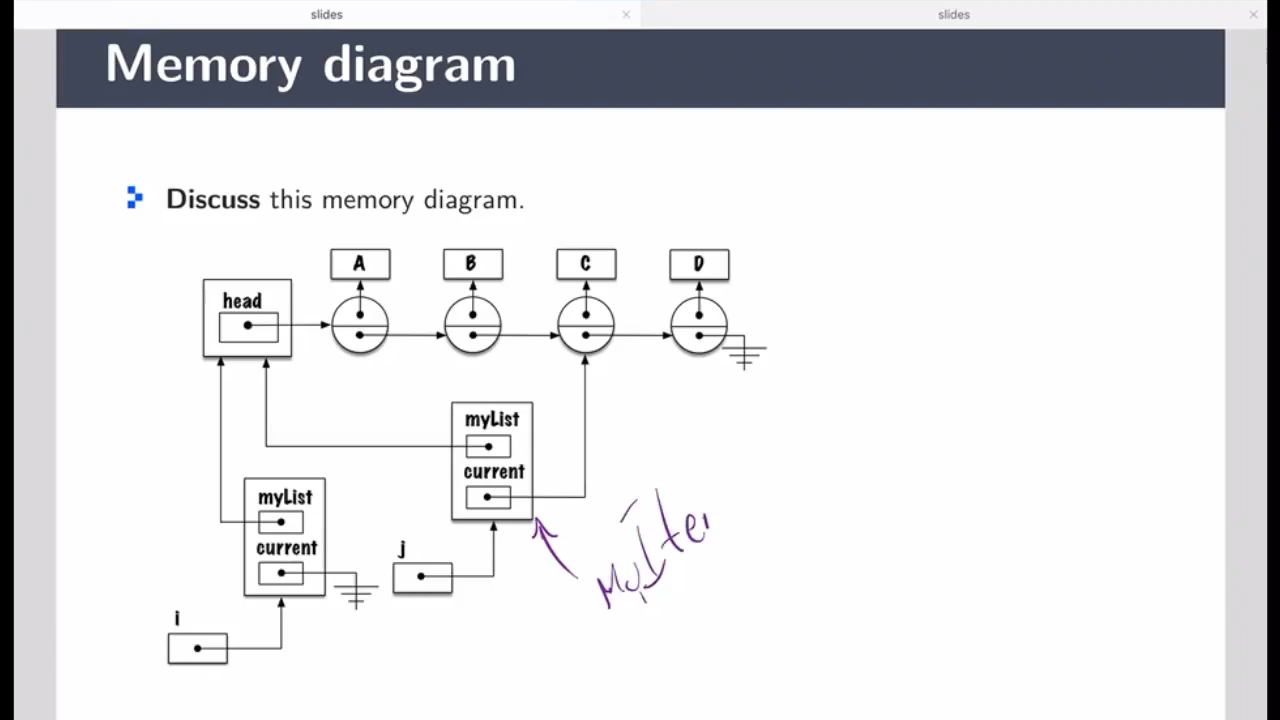 slides
slides
Memory diagram
Discuss this memory diagram.
A
B
C
D
head
myList
current
myList
current
j
i